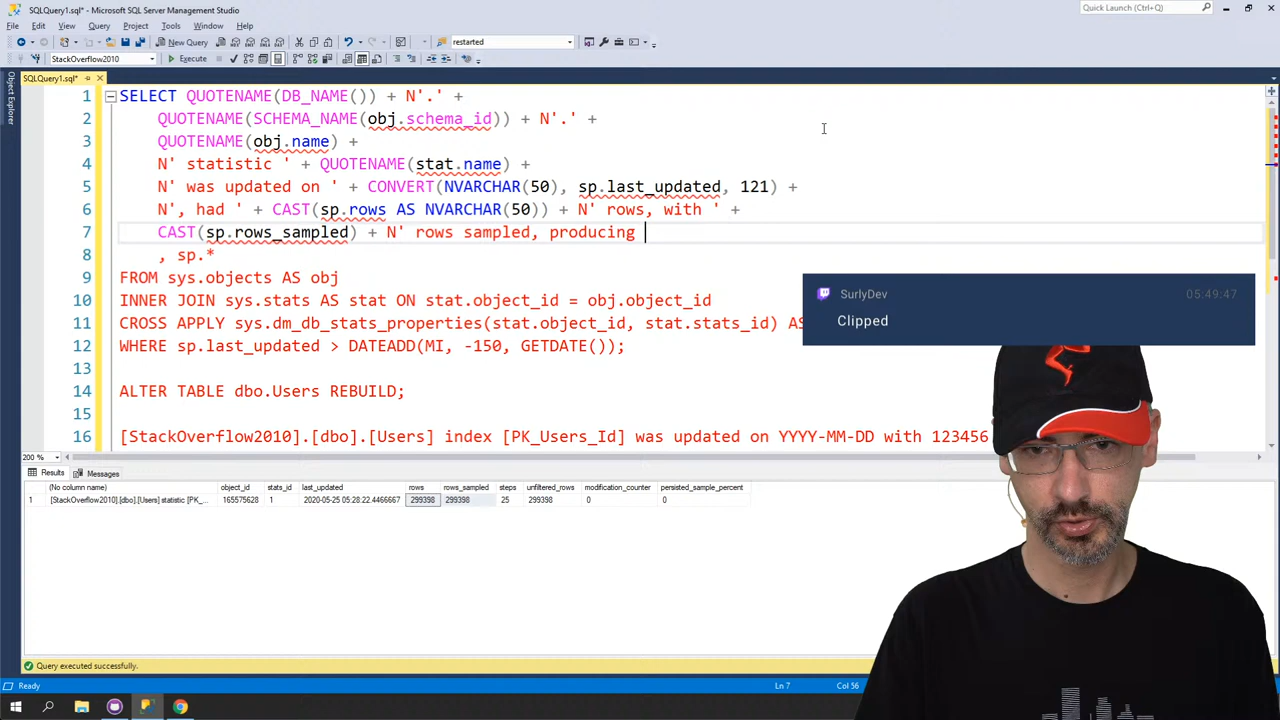 SQLQuery1.sql* - Microsoft SQL Server Management Studio
Quick Launch (Ctrl+Q)
File Edit View Query Project Tools Window Help
New Query
restarted
StackOverflow2010
Execute
SQLQuery1.sql*
Object Explorer
1 SELECT QUOTENAME(DB_NAME()) + N'.' +
2 QUOTENAME(SCHEMA_NAME(obj.schema_id)) + N'.' +
3 QUOTENAME(obj.name) +
4 N' statistic ' + QUOTENAME(stat.name) +
5 N' was updated on ' + CONVERT(NVARCHAR(50), sp.last_updated, 121) +
6 N', had ' + CAST(sp.rows AS NVARCHAR(50)) + N' rows, with ' +
7 CAST(sp.rows_sampled) + N' rows sampled, producing
8 , sp.*
9 FROM sys.objects AS obj
10 INNER JOIN sys.stats AS stat ON stat.object_id = obj.object_id
11 CROSS APPLY sys.dm_db_stats_properties(stat.object_id, stat.stats_id) AS
12 WHERE sp.last_updated > DATEADD(MI, -150, GETDATE());
13
14 ALTER TABLE dbo.Users REBUILD;
15
16 [StackOverflow2010].[dbo].[Users] index [PK_Users_Id] was updated on YYYY-MM-DD with 123456
SurlyDev 05:49:47
Clipped
200 %
Results Messages
(No column name) object_id stats_id last_updated rows rows_sampled steps unfiltered_rows modification_counter persisted_sample_percent
1 [StackOverflow2010].[dbo].[Users] statistic [PK_... 165575628 1 2020-05-25 05:28:22.4466667 299398 299398 25 299398 0 0
Query executed successfully.
Ready Ln 7 Col 56